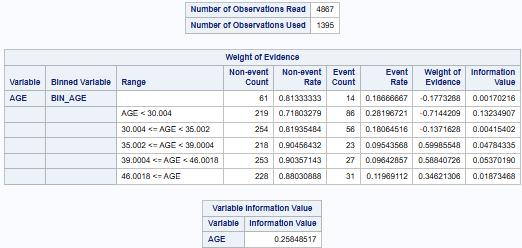 Number of Observations Read 4867
Number of Observations Used 1395
Weight of Evidence
Variable Binned Variable Range Non-event Count Non-event Rate Event Count Event Rate Weight of Evidence Information Value
AGE BIN_AGE 61 0.81333333 14 0.18666667 -0.1773288 0.00170216
AGE < 30.004 219 0.71803279 86 0.28196721 -0.7144209 0.13234907
30.004 <= AGE < 35.002 254 0.81935484 56 0.18064516 -0.1371628 0.00415402
35.002 <= AGE < 39.0004 218 0.90456432 23 0.09543568 0.59985548 0.04784335
39.0004 <= AGE < 46.0018 253 0.90357143 27 0.09642857 0.58840726 0.05370190
46.0018 <= AGE 228 0.88030888 31 0.11969112 0.34621306 0.01873468
Variable Information Value
Variable Information Value
AGE 0.25848517